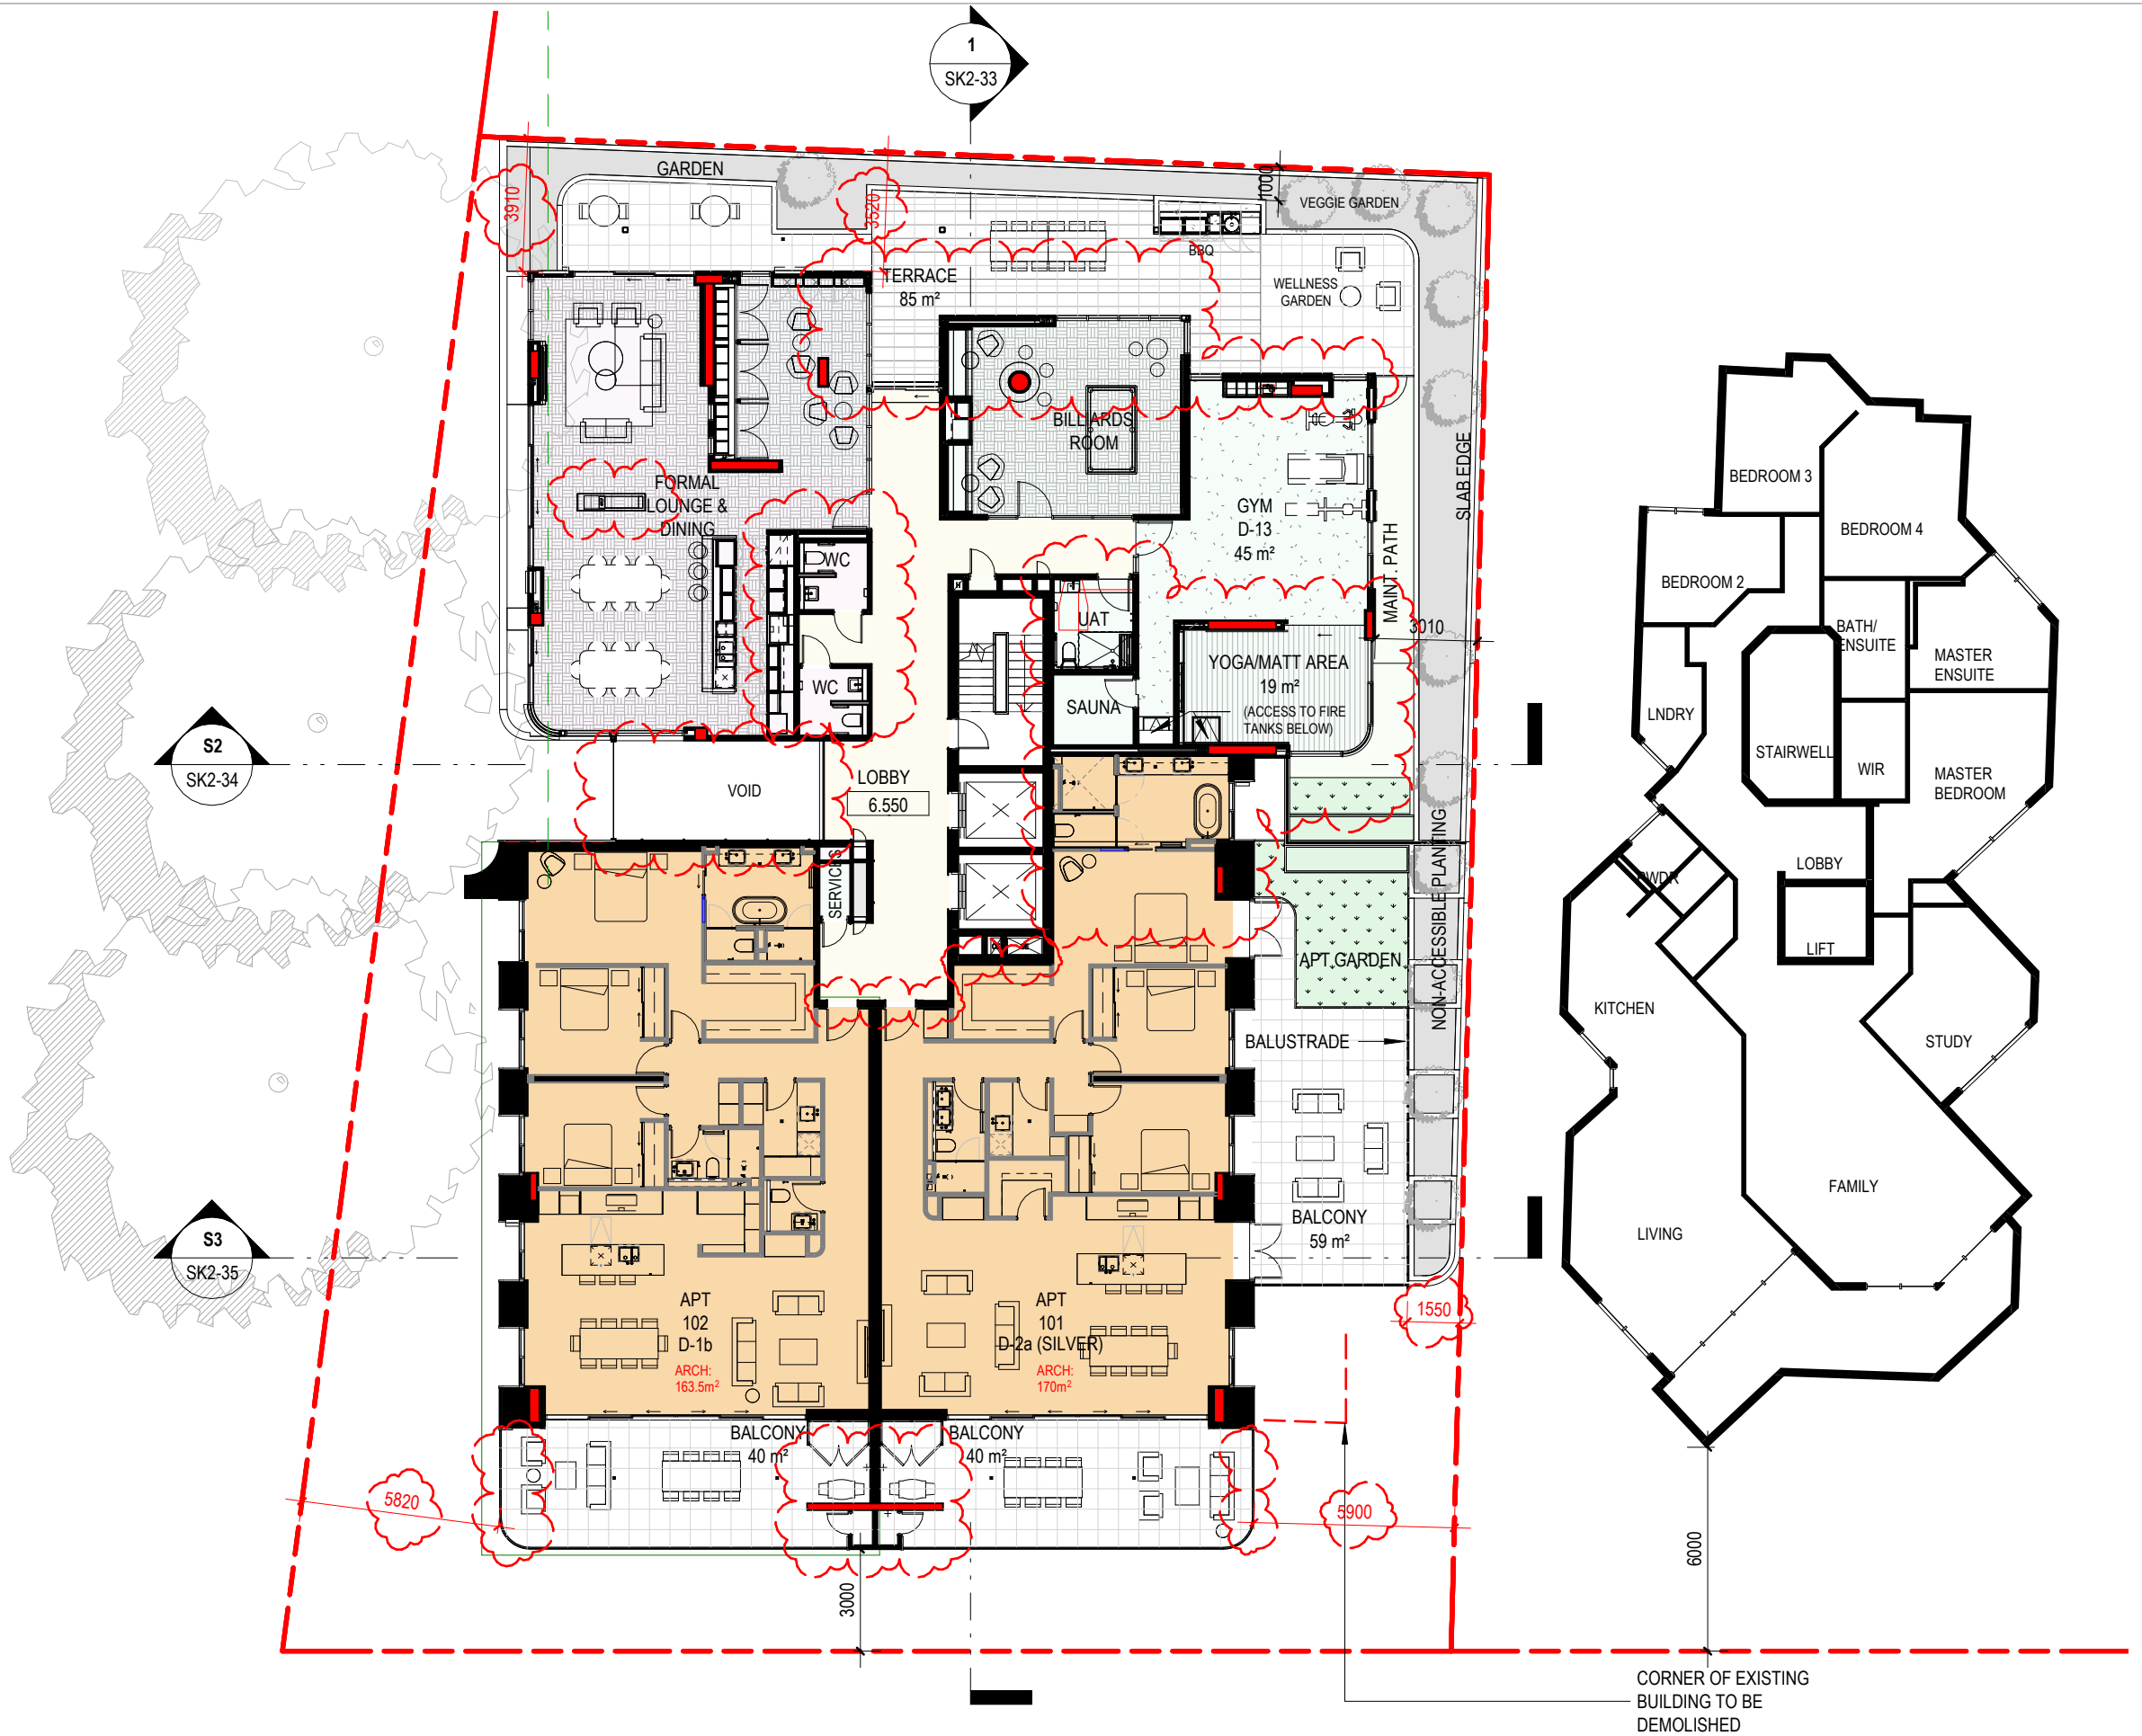 1
SK2-33
GARDEN
3910
3520
1000
VEGGIE GARDEN
BBQ
TERRACE
85 m²
WELLNESS
GARDEN
BILLIARDS
ROOM
FORMAL
LOUNGE &
DINING
GYM
D-13
45 m²
SLAB EDGE
MAINT. PATH
3010
WC
UAT
YOGA/MATT AREA
19 m²
(ACCESS TO FIRE
TANKS BELOW)
WC
SAUNA
S2
SK2-34
VOID
LOBBY
6.550
SERVICES
NON-ACCESSIBLE PLANTING
APT GARDEN
BALUSTRADE
BALCONY
59 m²
S3
SK2-35
1550
APT
102
D-1b
ARCH:
163.5m²
APT
101
D-2a (SILVER)
ARCH:
170m²
BALCONY
40 m²
BALCONY
40 m²
5820
5900
3000
6000
CORNER OF EXISTING
BUILDING TO BE
DEMOLISHED
BEDROOM 3
BEDROOM 4
BEDROOM 2
BATH/
ENSUITE
MASTER
ENSUITE
LNDRY
STAIRWELL
WIR
MASTER
BEDROOM
LOBBY
PWDR
LIFT
KITCHEN
STUDY
FAMILY
LIVING